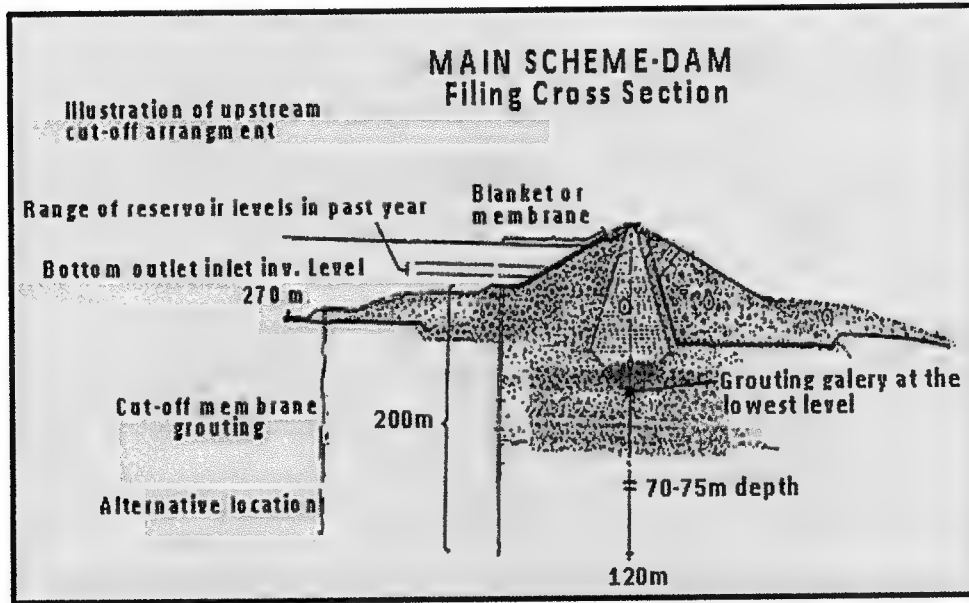 MAIN SCHEME-DAM
Filing Cross Section
Illustration of upstream
cut-off arrangment
Blanket or
membrane
Range of reservoir levels in past year
Bottom outlet inlet inv. Level
270 m.
Cut-off membrane
grouting
200m
Grouting galery at the
lowest level
Alternative location
70-75m depth
120m